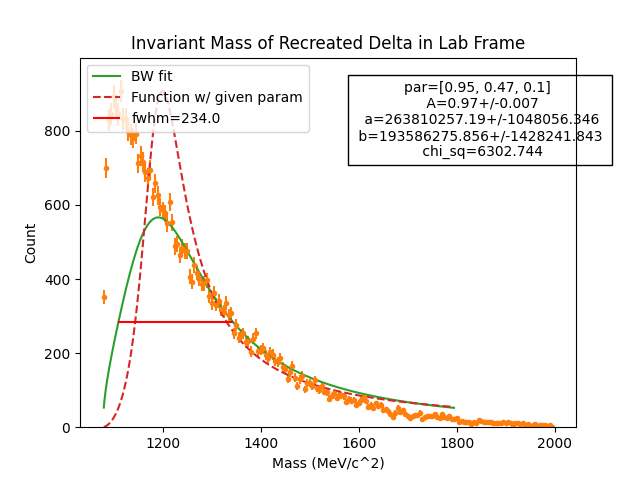 Invariant Mass of Recreated Delta in Lab Frame
BW fit
Function w/ given param
fwhm=234.0
par=[0.95, 0.47, 0.1]
A=0.97+/-0.007
a=263810257.19+/-1048056.346
b=193586275.856+/-1428241.843
chi_sq=6302.744
Count
800
600
400
200
0
1200
1400
1600
1800
2000
Mass (MeV/c^2)